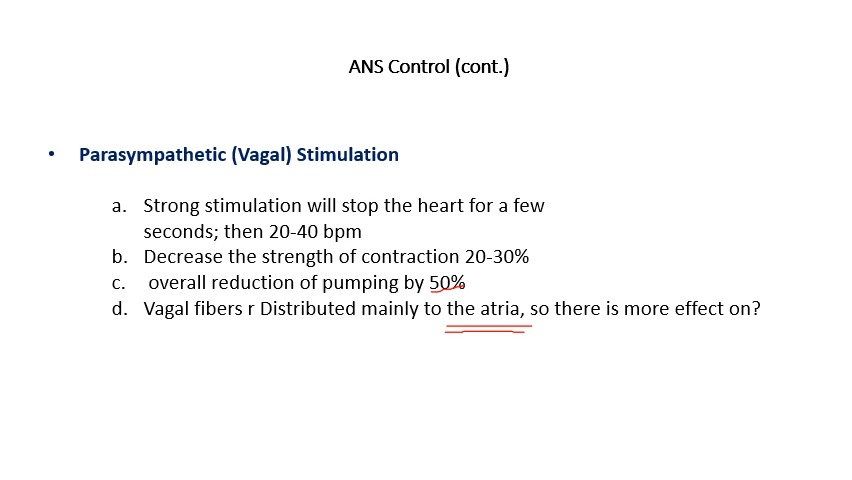 ANS Control (cont.)
• Parasympathetic (Vagal) Stimulation
a. Strong stimulation will stop the heart for a few
seconds; then 20-40 bpm
b. Decrease the strength of contraction 20-30%
c. overall reduction of pumping by 50%
d. Vagal fibers r Distributed mainly to the atria, so there is more effect on?